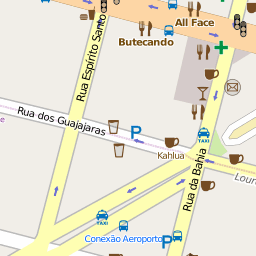 All Face
Butecando
Rua Espírito Santo
Rua dos Guajajaras
P
TAXI
Kahlua
Rua da Bahia
Lour
TAXI
Conexão Aeroporto
P